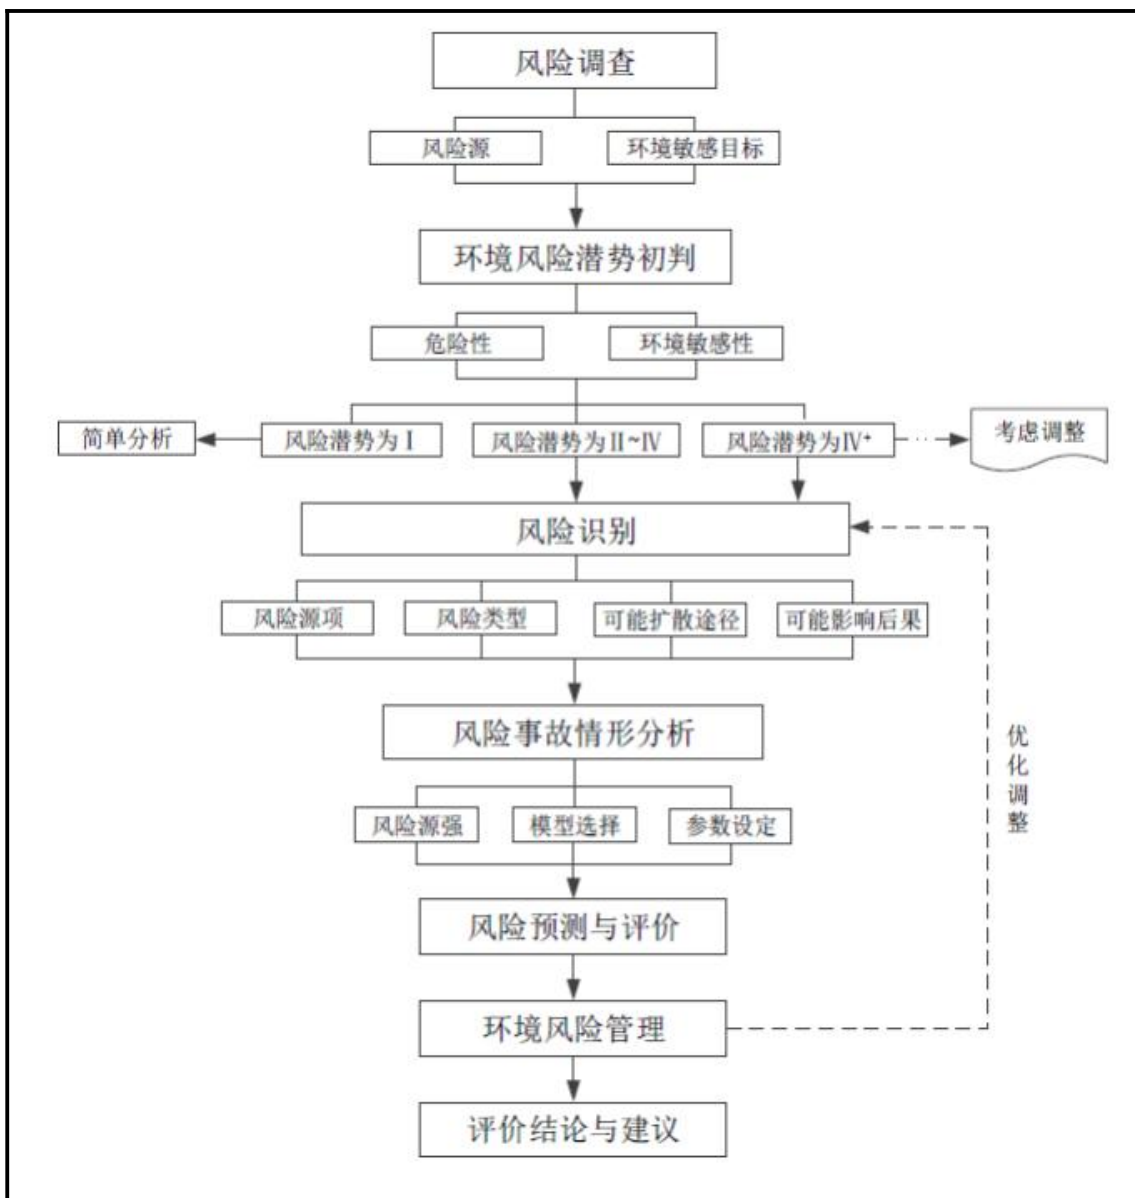 风险调查
风险源
环境敏感目标
环境风险潜势初判
危险性
环境敏感性
简单分析
风险潜势为Ⅰ
风险潜势为Ⅱ~Ⅳ
风险潜势为Ⅳ⁺
考虑调整
风险识别
风险源项
风险类型
可能扩散途径
可能影响后果
风险事故情形分析
优化调整
风险源强
模型选择
参数设定
风险预测与评价
环境风险管理
评价结论与建议